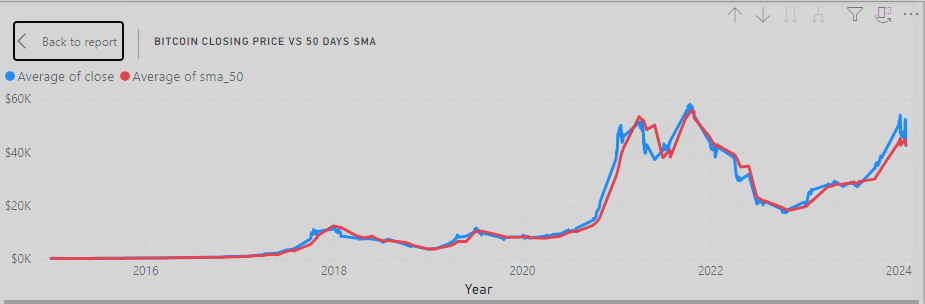 Back to report
BITCOIN CLOSING PRICE VS 50 DAYS SMA
Average of close Average of sma_50
$60K
$40K
$20K
$0K
2016 2018 2020 2022 2024
Year